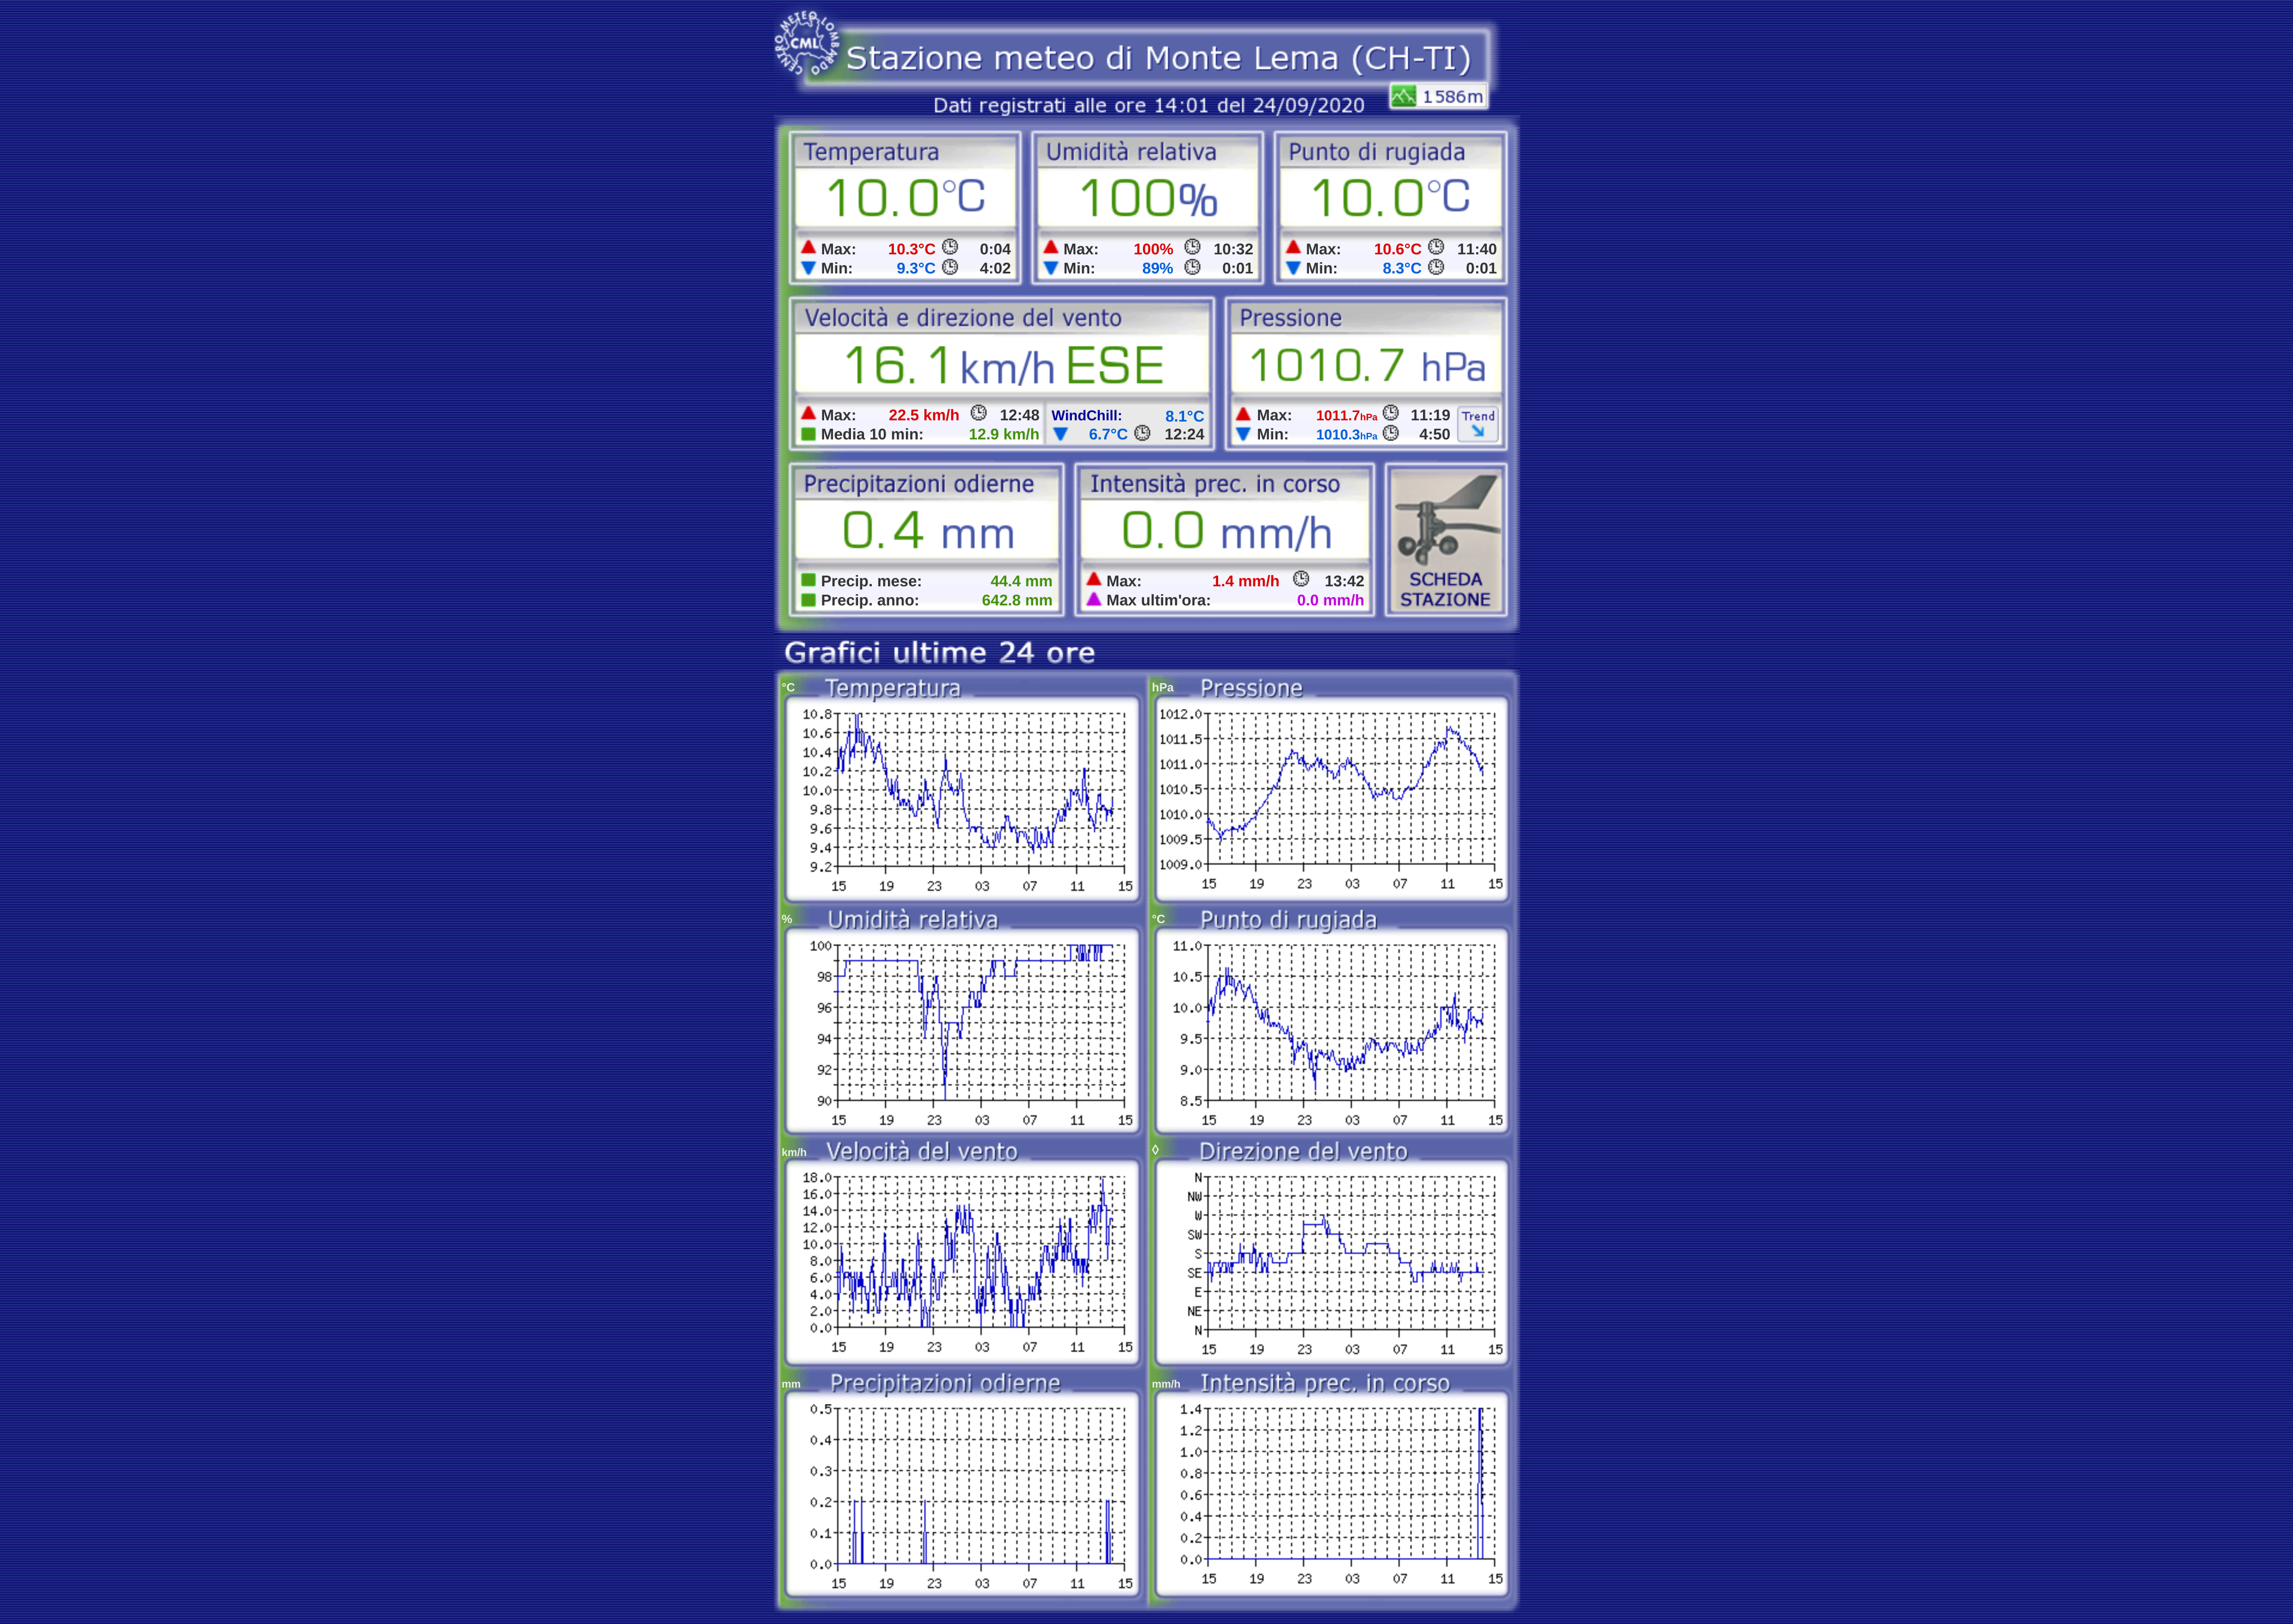 CENTRO METEO LOMBARDO
CML
Stazione meteo di Monte Lema (CH-TI)
1586m
Dati registrati alle ore 14:01 del 24/09/2020
Temperatura
10.0°C
Max: 10.3°C 0:04
Min: 9.3°C 4:02
Umidità relativa
100%
Max: 100% 10:32
Min: 89% 0:01
Punto di rugiada
10.0°C
Max: 10.6°C 11:40
Min: 8.3°C 0:01
Velocità e direzione del vento
16.1 km/h ESE
Max: 22.5 km/h 12:48
Media 10 min: 12.9 km/h
WindChill: 8.1°C
6.7°C 12:24
Pressione
1010.7 hPa
Max: 1011.7hPa 11:19
Min: 1010.3hPa 4:50
Trend
Precipitazioni odierne
0.4 mm
Precip. mese: 44.4 mm
Precip. anno: 642.8 mm
Intensità prec. in corso
0.0 mm/h
Max: 1.4 mm/h 13:42
Max ultim'ora: 0.0 mm/h
SCHEDA
STAZIONE
Grafici ultime 24 ore
°C Temperatura
10.8
10.6
10.4
10.2
10.0
9.8
9.6
9.4
9.2
15 19 23 03 07 11 15
hPa Pressione
1012.0
1011.5
1011.0
1010.5
1010.0
1009.5
1009.0
15 19 23 03 07 11 15
% Umidità relativa
100
98
96
94
92
90
15 19 23 03 07 11 15
°C Punto di rugiada
11.0
10.5
10.0
9.5
9.0
8.5
15 19 23 03 07 11 15
km/h Velocità del vento
18.0
16.0
14.0
12.0
10.0
8.0
6.0
4.0
2.0
0.0
15 19 23 03 07 11 15
◊ Direzione del vento
N
NW
W
SW
S
SE
E
NE
N
15 19 23 03 07 11 15
mm Precipitazioni odierne
0.5
0.4
0.3
0.2
0.1
0.0
15 19 23 03 07 11 15
mm/h Intensità prec. in corso
1.4
1.2
1.0
0.8
0.6
0.4
0.2
0.0
15 19 23 03 07 11 15